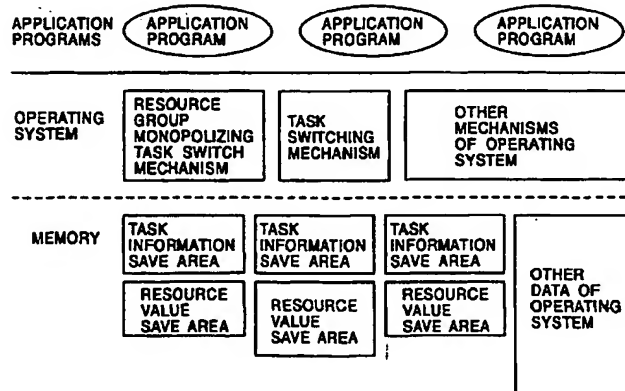 APPLICATION
PROGRAMS
APPLICATION
PROGRAM
APPLICATION
PROGRAM
APPLICATION
PROGRAM
OPERATING
SYSTEM
RESOURCE
GROUP
MONOPOLIZING
TASK SWITCH
MECHANISM
TASK
SWITCHING
MECHANISM
OTHER
MECHANISMS
OF OPERATING
SYSTEM
MEMORY
TASK
INFORMATION
SAVE AREA
TASK
INFORMATION
SAVE AREA
TASK
INFORMATION
SAVE AREA
RESOURCE
VALUE
SAVE AREA
RESOURCE
VALUE
SAVE AREA
RESOURCE
VALUE
SAVE AREA
OTHER
DATA OF
OPERATING
SYSTEM